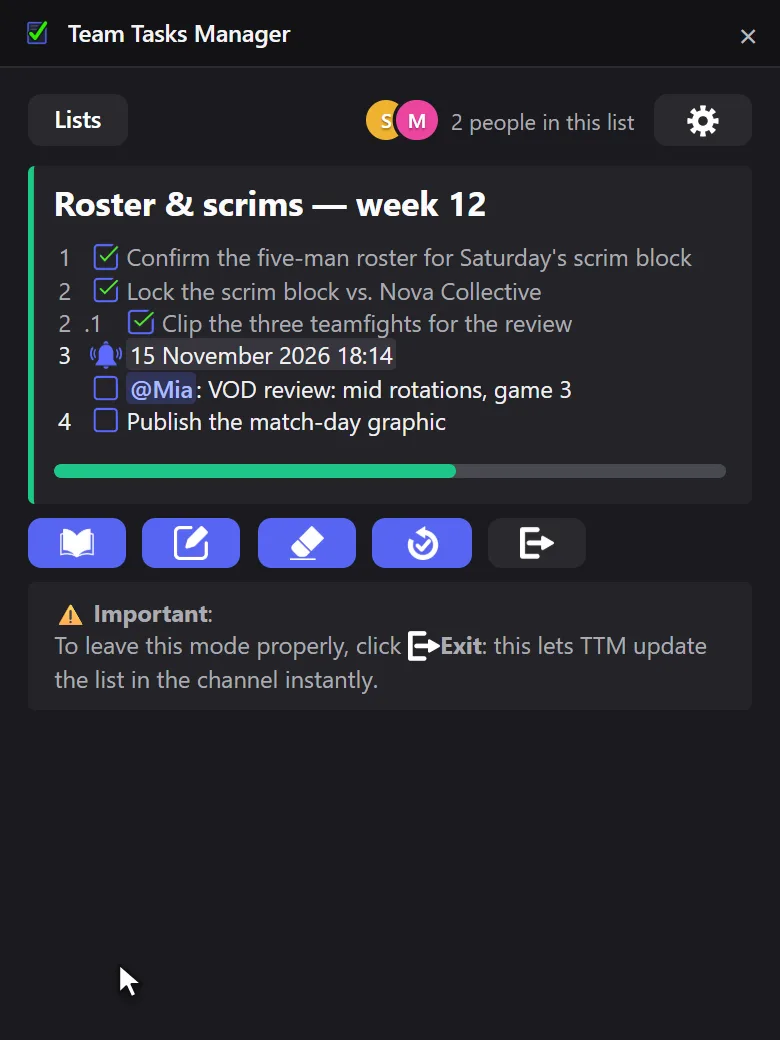 Team Tasks Manager
Lists
S M 2 people in this list
Roster & scrims — week 12
1 Confirm the five-man roster for Saturday's scrim block
2 Lock the scrim block vs. Nova Collective
2 .1 Clip the three teamfights for the review
3 15 November 2026 18:14
@Mia: VOD review: mid rotations, game 3
4 Publish the match-day graphic
Important:
To leave this mode properly, click Exit: this lets TTM update
the list in the channel instantly.